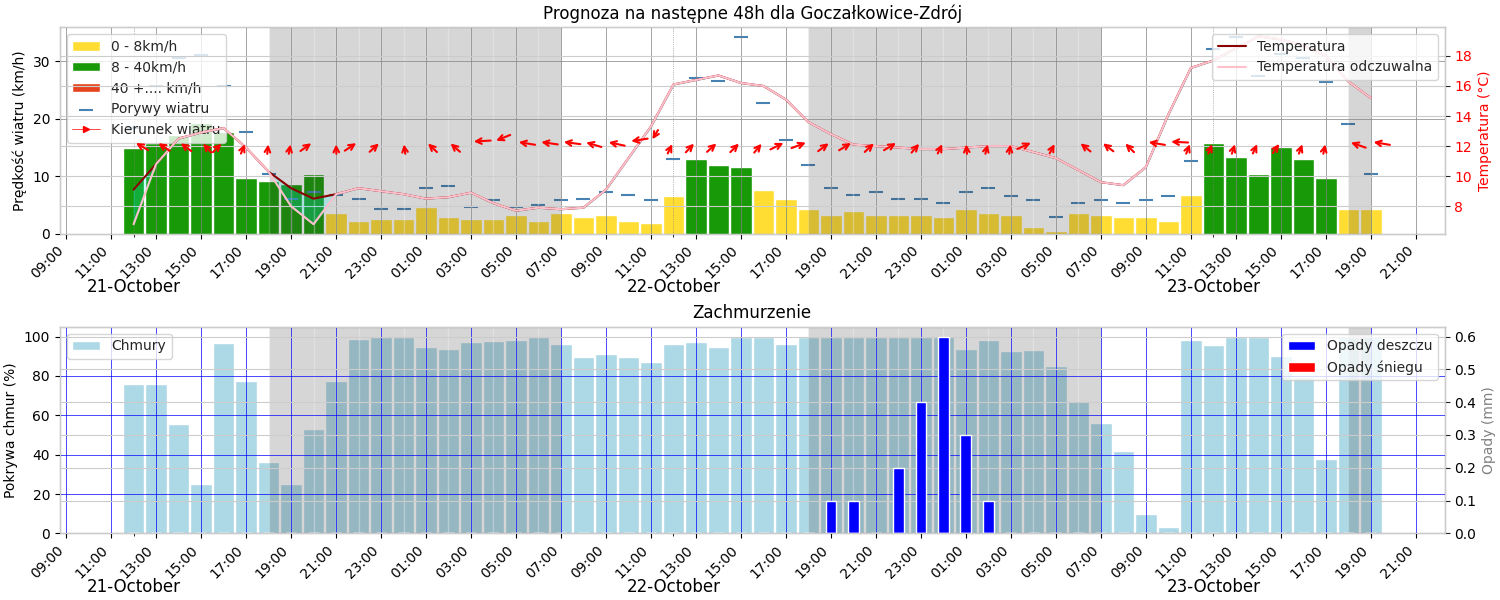 Prognoza na następne 48h dla Goczałkowice-Zdrój
Prędkość wiatru (km/h)
0 - 8km/h
8 - 40km/h
40 +.... km/h
Porywy wiatru
Kierunek wiatru
Temperatura
Temperatura odczuwalna
Temperatura (°C)
30
20
10
0
18
16
14
12
10
8
09:00 11:00 13:00 15:00 17:00 19:00 21:00 23:00 01:00 03:00 05:00 07:00 09:00 11:00 13:00 15:00 17:00 19:00 21:00 23:00 01:00 03:00 05:00 07:00 09:00 11:00 13:00 15:00 17:00 19:00 21:00
21-October 22-October 23-October
Zachmurzenie
Pokrywa chmur (%)
Chmury
Opady deszczu
Opady śniegu
Opady (mm)
100
80
60
40
20
0
0.6
0.5
0.4
0.3
0.2
0.1
0.0
09:00 11:00 13:00 15:00 17:00 19:00 21:00 23:00 01:00 03:00 05:00 07:00 09:00 11:00 13:00 15:00 17:00 19:00 21:00 23:00 01:00 03:00 05:00 07:00 09:00 11:00 13:00 15:00 17:00 19:00 21:00
21-October 22-October 23-October